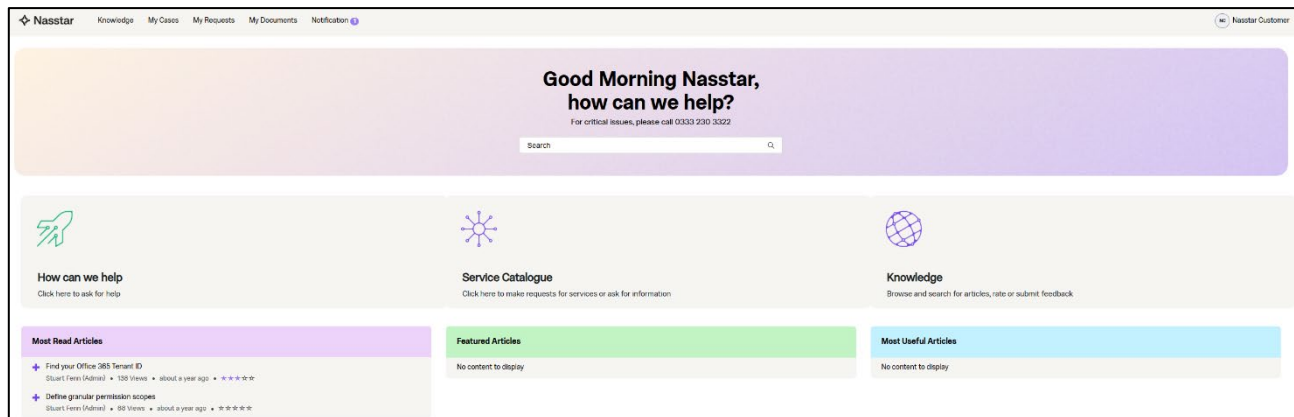 Nasstar Knowledge My Cases My Requests My Documents Notification NC Nasstar Customer
Good Morning Nasstar,
how can we help?
For critical issues, please call 0333 230 3322
Search
How can we help
Click here to ask for help
Service Catalogue
Click here to make requests for services or ask for information
Knowledge
Browse and search for articles, rate or submit feedback
Most Read Articles
Find your Office 365 Tenant ID
Stuart Fenn (Admin) • 138 Views • about a year ago •
Define granular permission scopes
Stuart Fenn (Admin) • 68 Views • about a year ago •
Featured Articles
No content to display
Most Useful Articles
No content to display